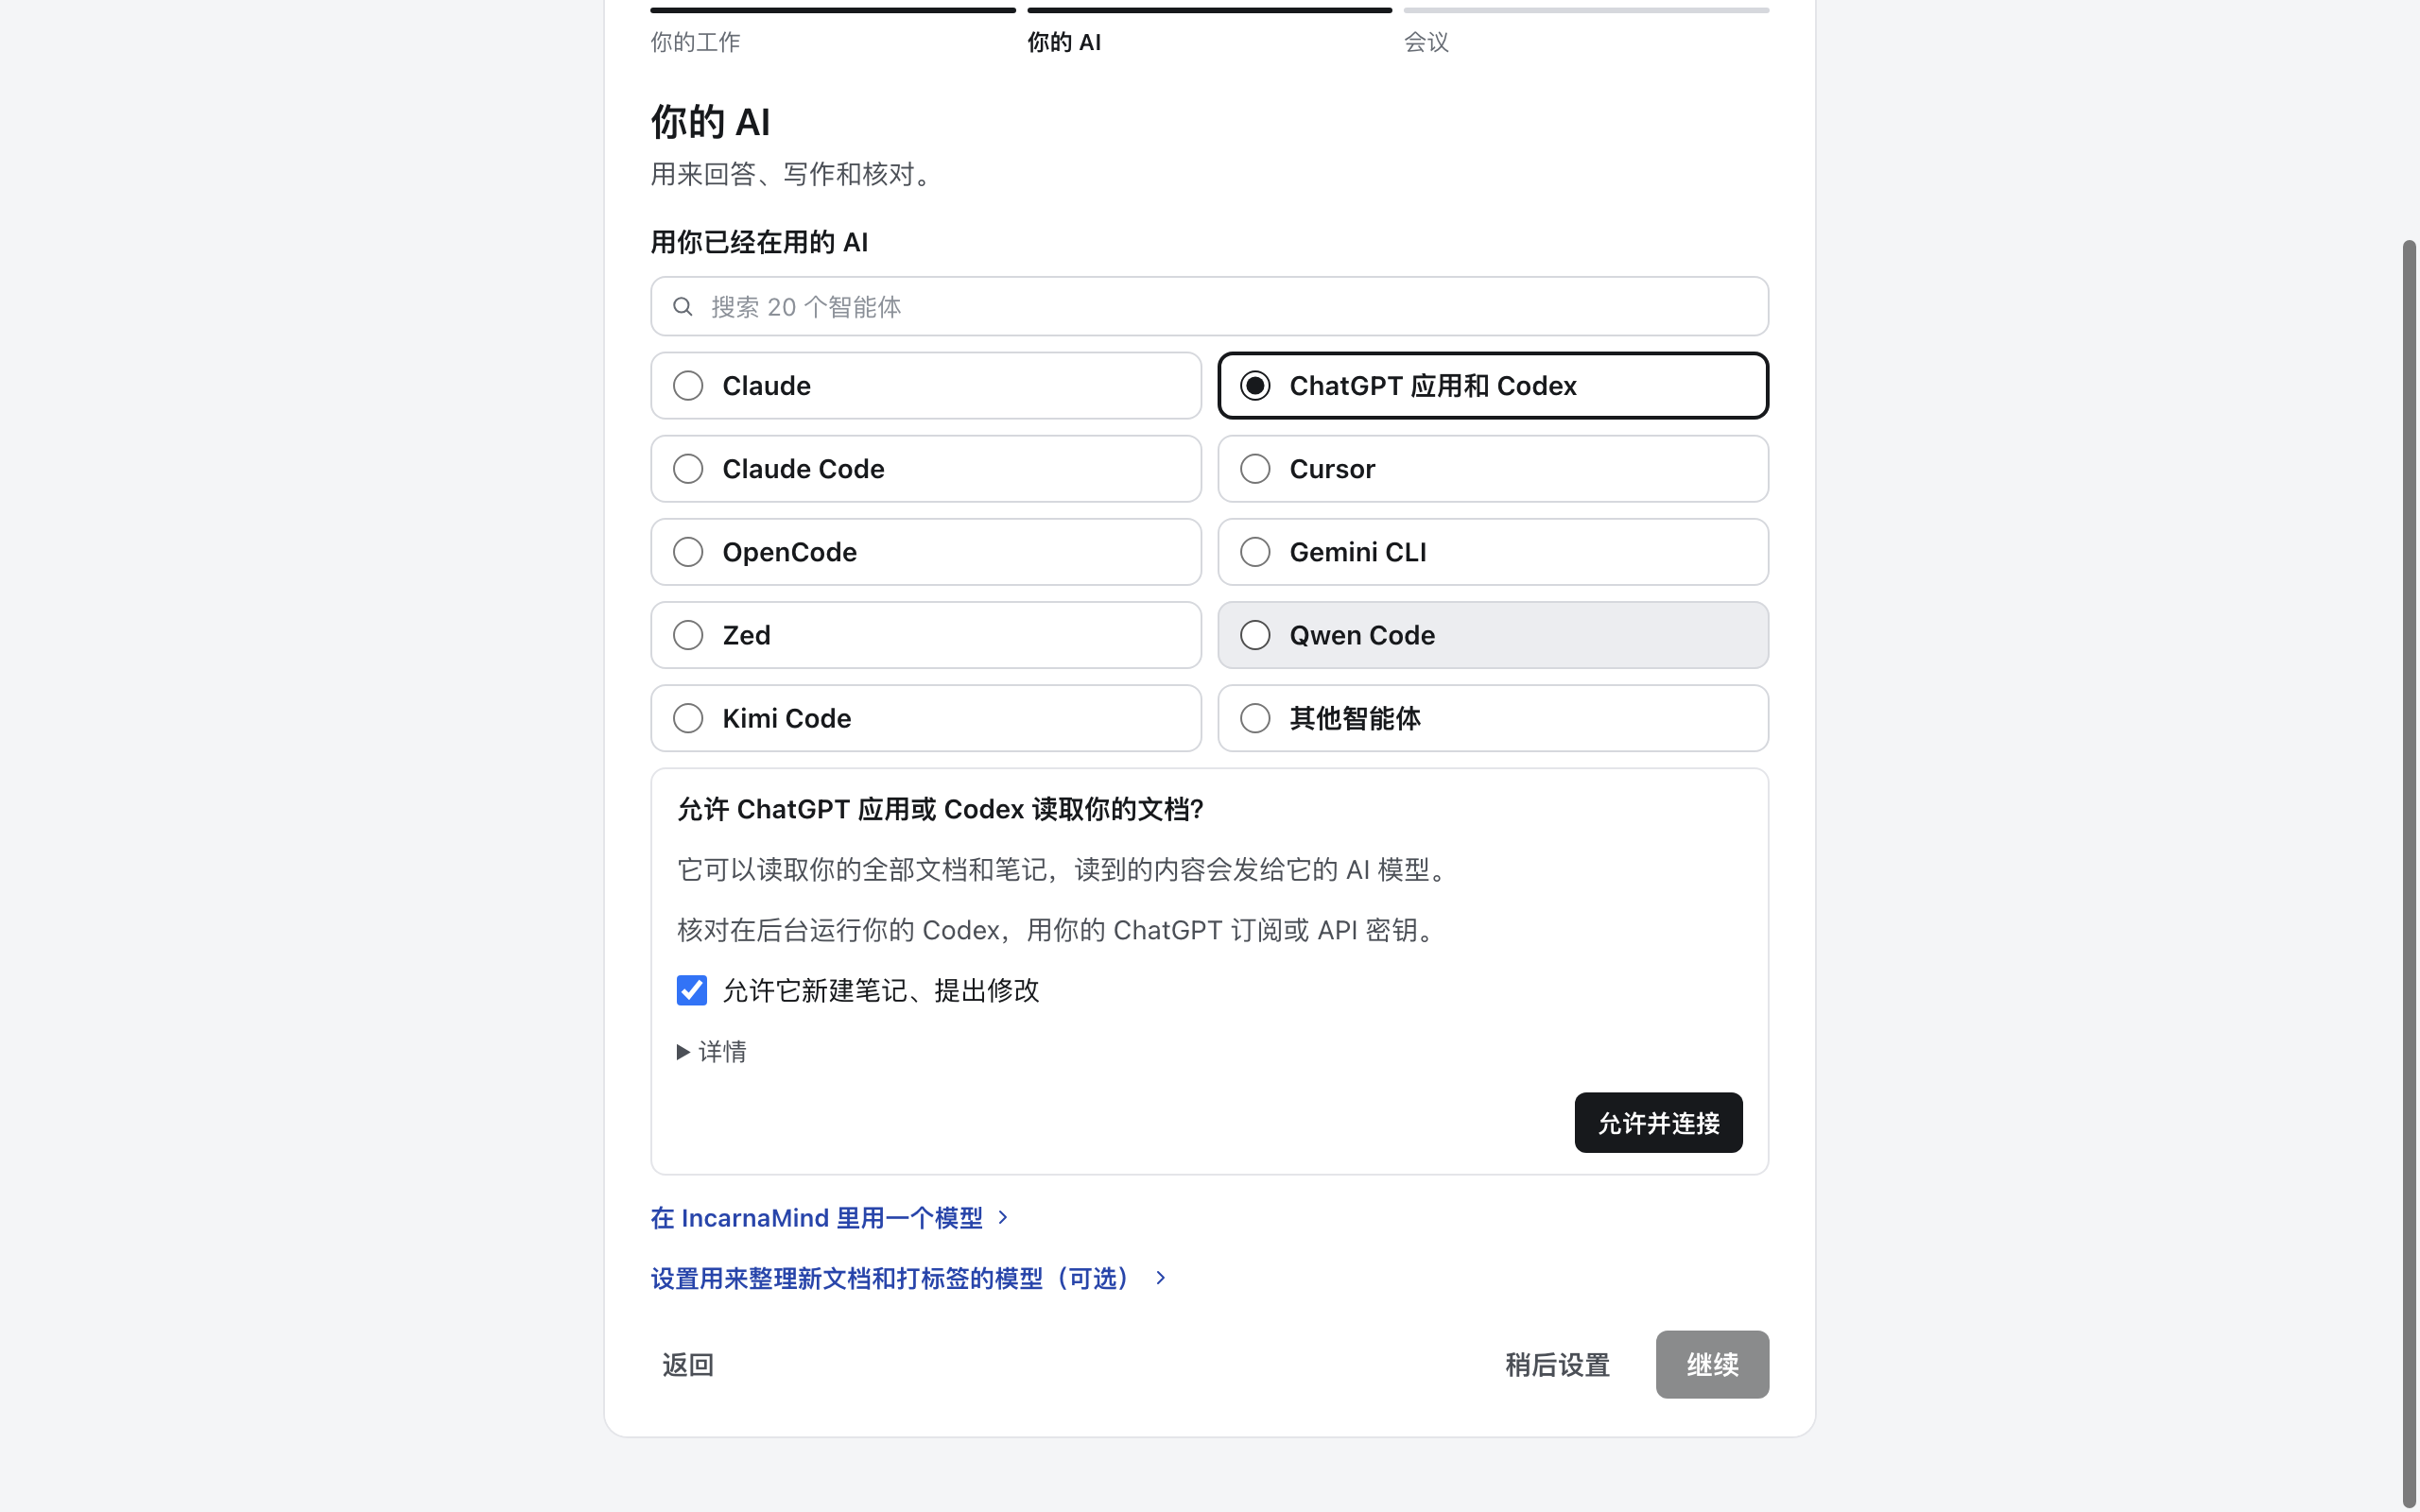 你的工作
你的 AI
会议
你的 AI
用来回答、写作和核对。
用你已经在用的 AI
搜索 20 个智能体
Claude
ChatGPT 应用和 Codex
Claude Code
Cursor
OpenCode
Gemini CLI
Zed
Qwen Code
Kimi Code
其他智能体
允许 ChatGPT 应用或 Codex 读取你的文档?
它可以读取你的全部文档和笔记，读到的内容会发给它的 AI 模型。
核对在后台运行你的 Codex，用你的 ChatGPT 订阅或 API 密钥。
允许它新建笔记、提出修改
详情
允许并连接
在 IncarnaMind 里用一个模型
设置用来整理新文档和打标签的模型（可选）
返回
稍后设置
继续